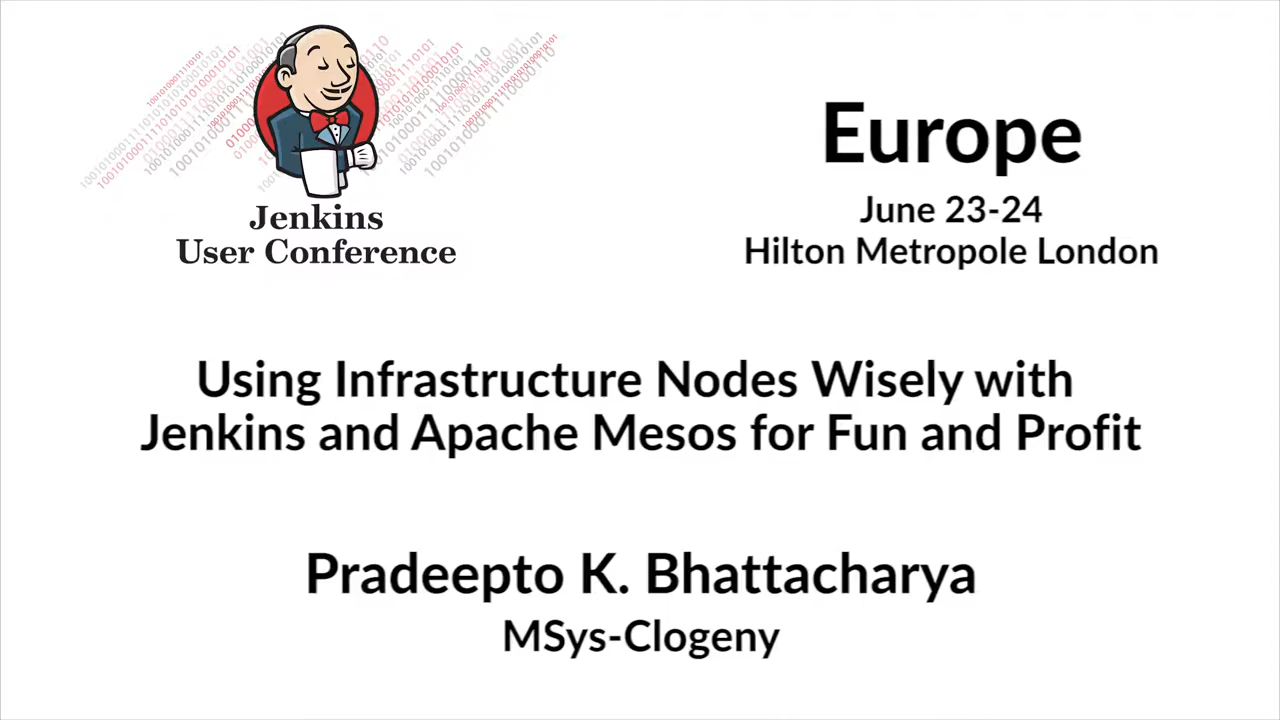 Jenkins
User Conference
Europe
June 23-24
Hilton Metropole London
Using Infrastructure Nodes Wisely with
Jenkins and Apache Mesos for Fun and Profit
Pradeepto K. Bhattacharya
MSys-Clogeny